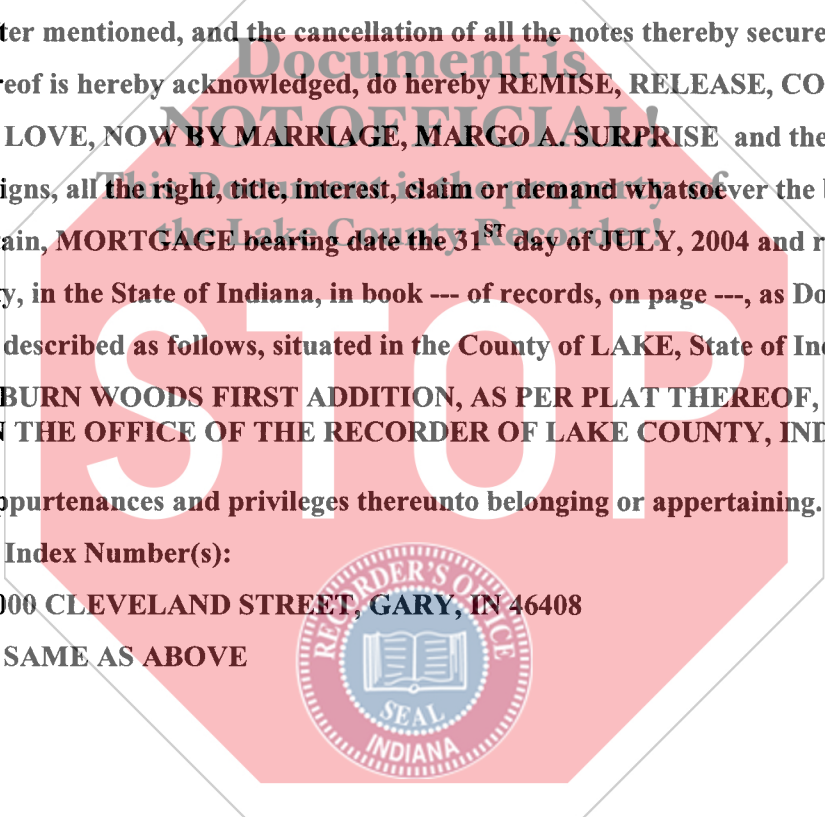 ter mentioned, and the cancellation of all the notes thereby secure
Document is
reof is hereby acknowledged, do hereby REMISE, RELEASE, CO
NOT OFFICIAL!
LOVE, NOW BY MARRIAGE, MARGO A. SURPRISE and the
This Document is the property of
igns, all the right, title, interest, claim or demand whatsoever the
the Lake County Recorder!
tain, MORTGAGE bearing date the 31ST day of JULY, 2004 and r
y, in the State of Indiana, in book --- of records, on page ---, as Do
described as follows, situated in the County of LAKE, State of In
STOP
BURN WOODS FIRST ADDITION, AS PER PLAT THEREOF,
N THE OFFICE OF THE RECORDER OF LAKE COUNTY, IND
ppurtenances and privileges thereunto belonging or appertaining.
Index Number(s):
000 CLEVELAND STREET, GARY, IN 46408
SAME AS ABOVE
RECORDER'S OFFICE
SEAL
INDIANA